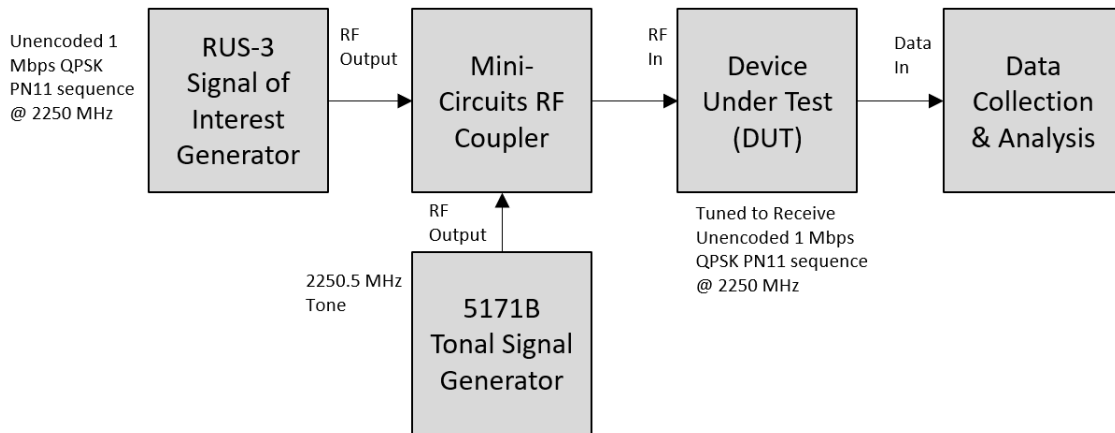 Unencoded 1
Mbps QPSK
PN11 sequence
@ 2250 MHz
RUS-3
Signal of
Interest
Generator
RF
Output
Mini-
Circuits RF
Coupler
RF
In
Device
Under Test
(DUT)
Data
In
Data
Collection
& Analysis
RF
Output
Tuned to Receive
Unencoded 1 Mbps
QPSK PN11 sequence
@ 2250 MHz
2250.5 MHz
Tone
5171B
Tonal Signal
Generator